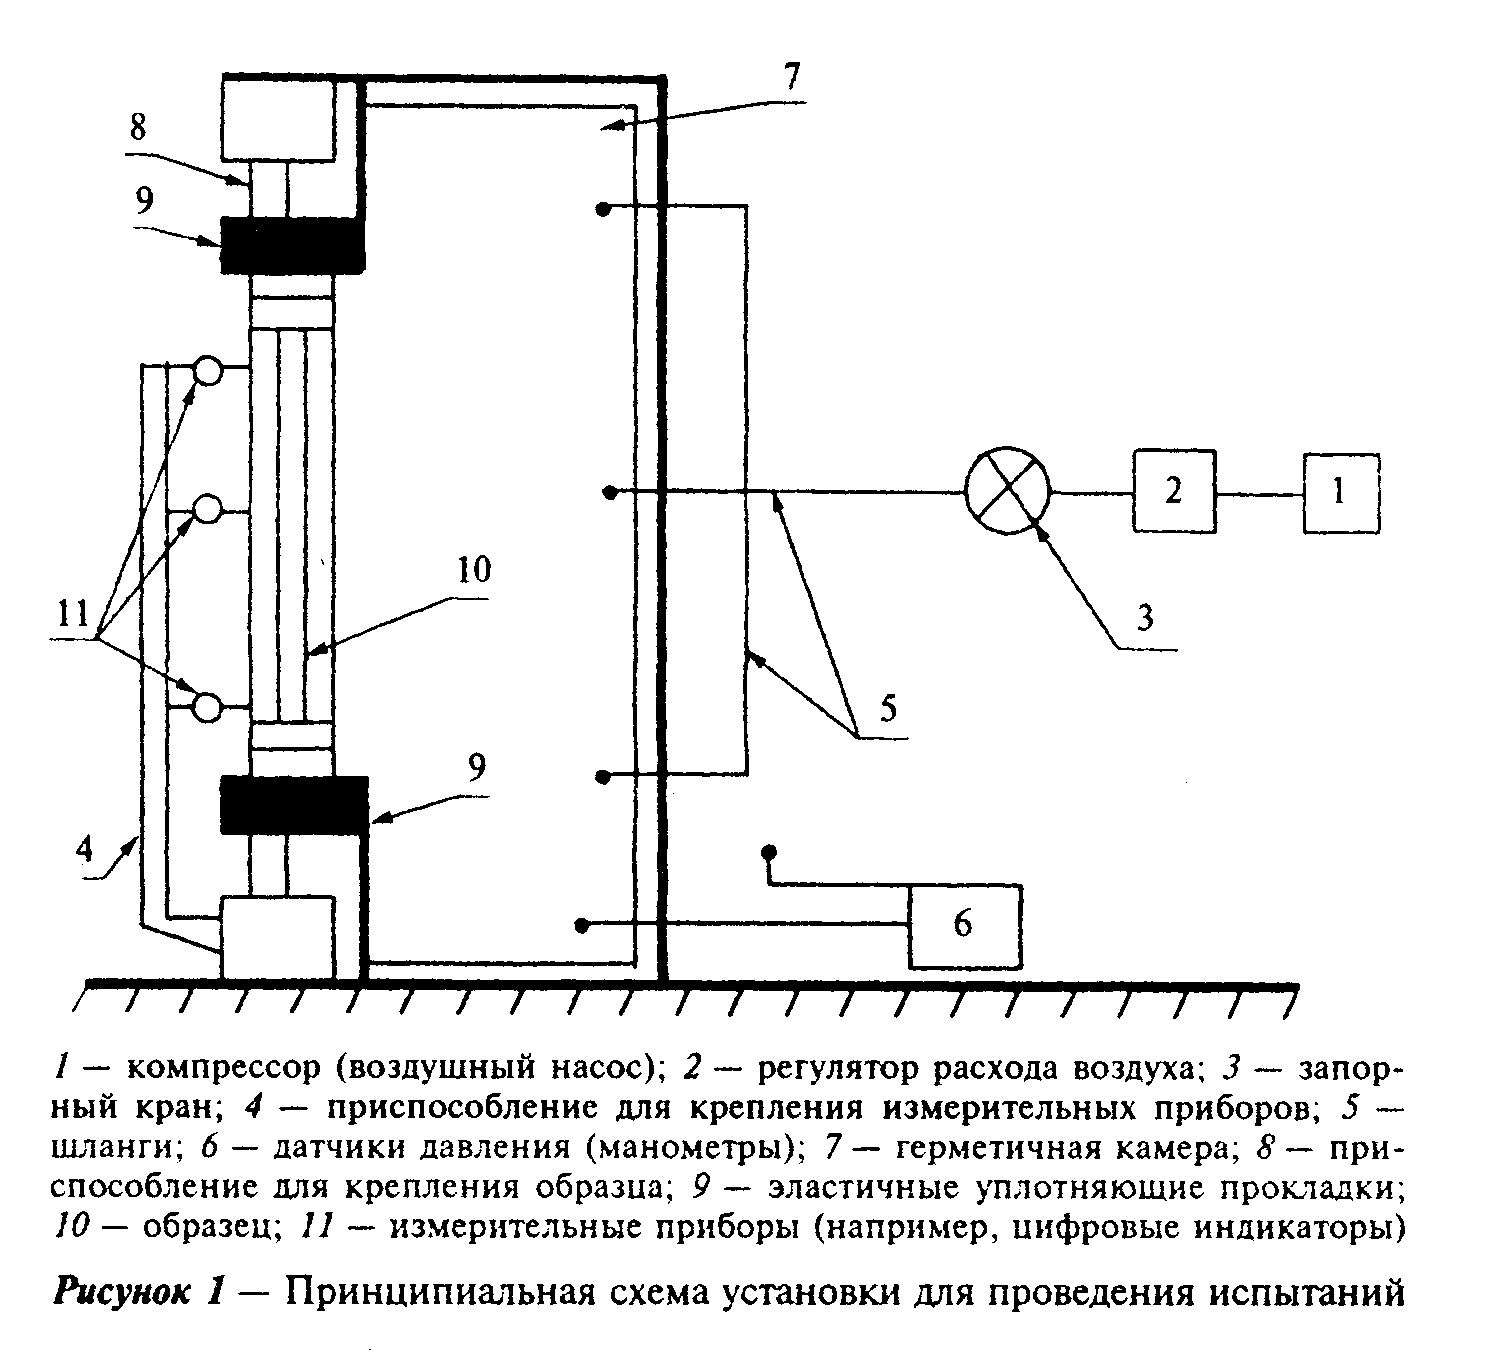 7
8
9
2
1
10
11
3
5
9
4
6
1 — компрессор (воздушный насос); 2 — регулятор расхода воздуха; 3 — запор-
ный кран; 4 — приспособление для крепления измерительных приборов; 5 —
шланги; 6 — датчики давления (манометры); 7 — герметичная камера; 8 — при-
способление для крепления образца; 9 — эластичные уплотняющие прокладки;
10 — образец; 11 — измерительные приборы (например, цифровые индикаторы)
Рисунок 1 — Принципиальная схема установки для проведения испытаний